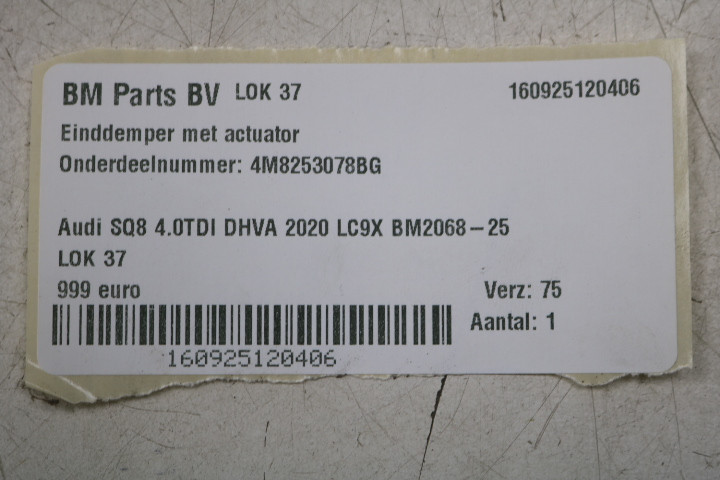 BM Parts BV LOK 37 160925120406
Einddemper met actuator
Onderdeelnummer: 4M8253078BG
Audi SQ8 4.0TDI DHVA 2020 LC9X BM2068-25
LOK 37
999 euro Verz: 75
Aantal: 1
160925120406